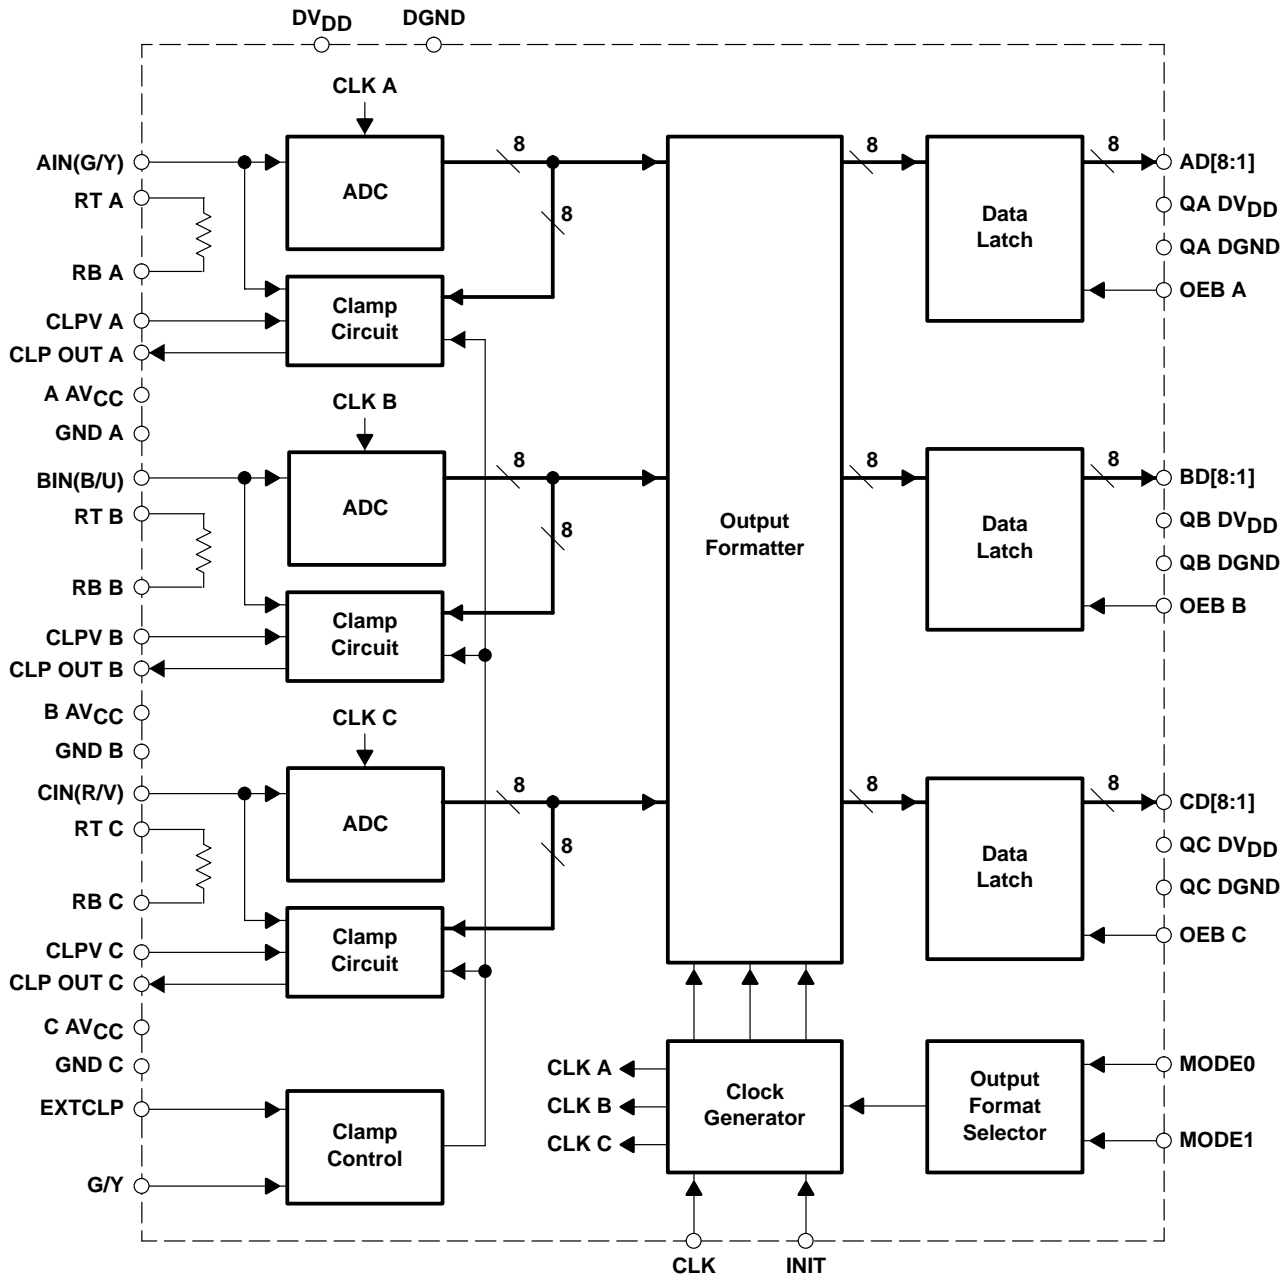 DVDD DGND
CLK A
AIN(G/Y)
RT A
RB A
CLPV A
CLP OUT A
A AVCC
GND A
ADC
8
8
Clamp
Circuit
CLK B
BIN(B/U)
RT B
RB B
CLPV B
CLP OUT B
B AVCC
GND B
ADC
8
8
Clamp
Circuit
CLK C
CIN(R/V)
RT C
RB C
CLPV C
CLP OUT C
C AVCC
GND C
ADC
8
8
Clamp
Circuit
EXTCLP
G/Y
Clamp
Control
Output
Formatter
8
Data
Latch
8
AD[8:1]
QA DVDD
QA DGND
OEB A
8
Data
Latch
8
BD[8:1]
QB DVDD
QB DGND
OEB B
8
Data
Latch
8
CD[8:1]
QC DVDD
QC DGND
OEB C
CLK A
CLK B
CLK C
Clock
Generator
Output
Format
Selector
MODE0
MODE1
CLK INIT